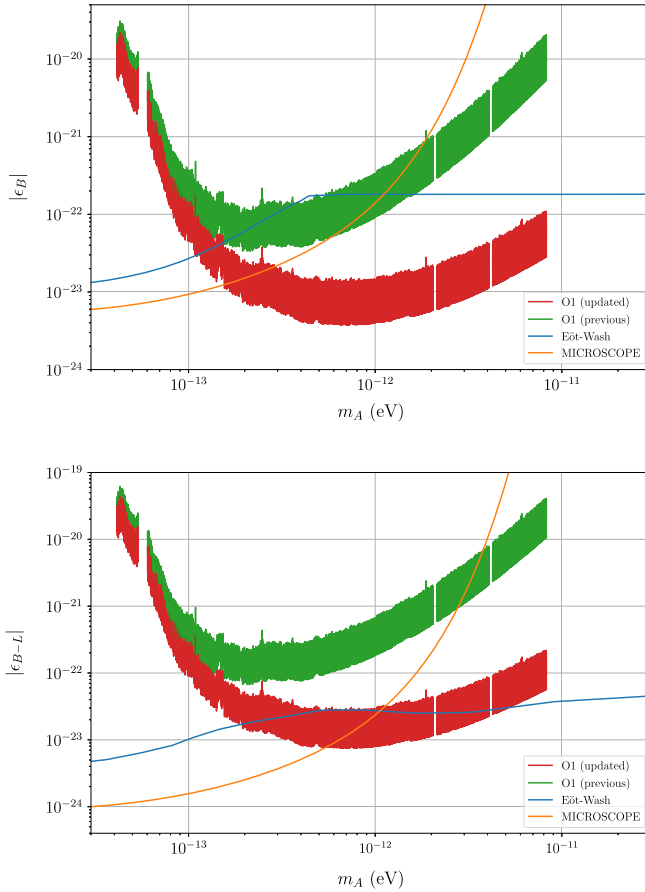 10⁻²⁰
10⁻²¹
10⁻²²
10⁻²³
10⁻²⁴
|ϵ_B|
O1 (updated)
O1 (previous)
Eöt-Wash
MICROSCOPE
10⁻¹³ 10⁻¹² 10⁻¹¹
m_A (eV)
10⁻¹⁹
10⁻²⁰
10⁻²¹
10⁻²²
10⁻²³
10⁻²⁴
|ϵ_{B−L}|
O1 (updated)
O1 (previous)
Eöt-Wash
MICROSCOPE
10⁻¹³ 10⁻¹² 10⁻¹¹
m_A (eV)